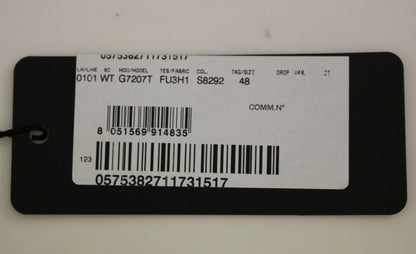 0575382711731517
LN/LINE SC MOD/MODEL TES/FABRIC COL. TAG/SIZE DROP VAR. CT
0101 WT G7207T FU3H1 S8292 48
COMM.N°
8 051569 914835
123
0575382711731517